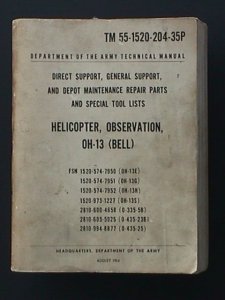 TM 55-1520-204-35P
DEPARTMENT OF THE ARMY TECHNICAL MANUAL
DIRECT SUPPORT, GENERAL SUPPORT,
AND DEPOT MAINTENANCE REPAIR PARTS
AND SPECIAL TOOL LISTS
HELICOPTER, OBSERVATION,
OH-13 (BELL)
FSN 1520-574-7950 (OH-13E)
1520-574-7951 (OH-13G)
1520-574-7952 (OH-13H)
1520-973-1227 (OH-13S)
2810-600-4658 (O-335-5B)
2810-605-5025 (O-435-23B)
2810-994-8877 (O-435-25)
HEADQUARTERS, DEPARTMENT OF THE ARMY
AUGUST